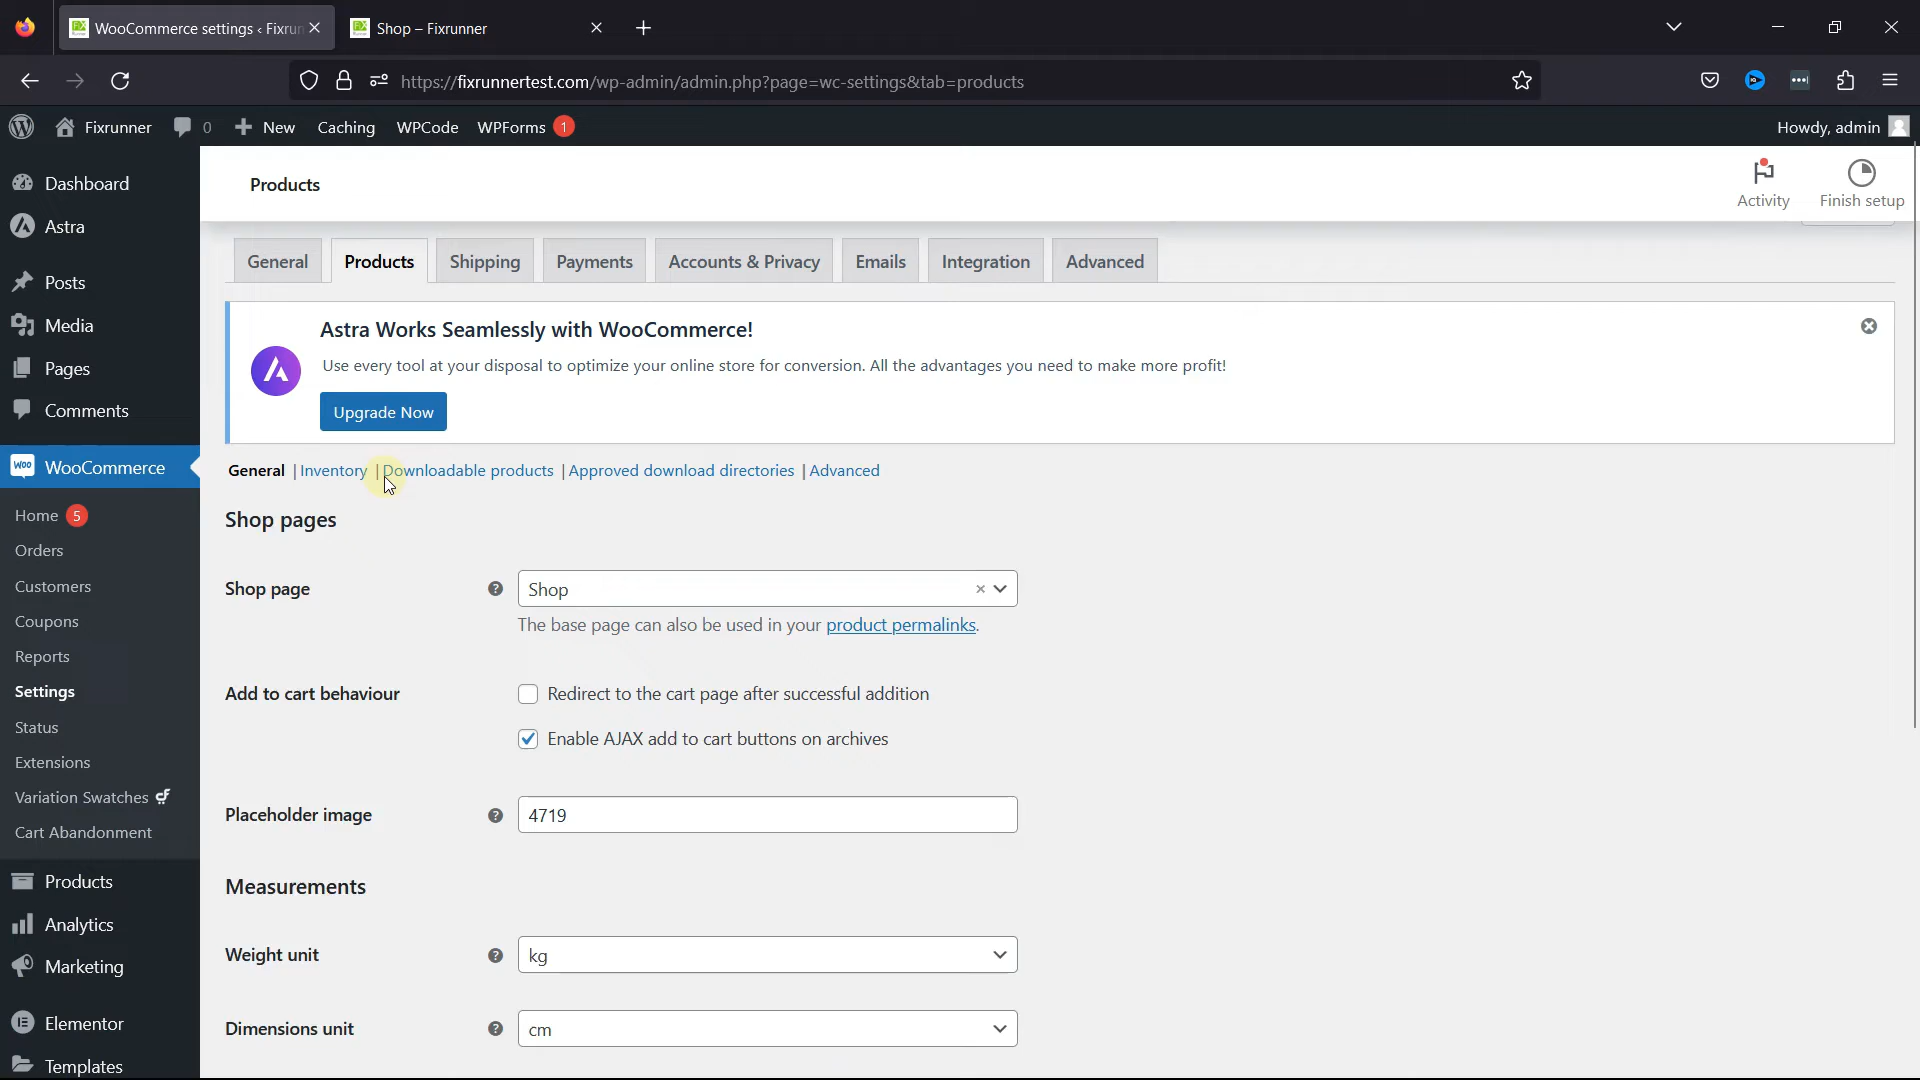 WooCommerce settings ‹ Fixrun
Shop – Fixrunner
https://fixrunnertest.com/wp-admin/admin.php?page=wc-settings&tab=products
Fixrunner
0
New
Caching
WPCode
WPForms 1
Howdy, admin
Dashboard
Astra
Posts
Media
Pages
Comments
WooCommerce
Home 5
Orders
Customers
Coupons
Reports
Settings
Status
Extensions
Variation Swatches
Cart Abandonment
Products
Analytics
Marketing
Elementor
Templates
Products
Activity
Finish setup
General
Products
Shipping
Payments
Accounts & Privacy
Emails
Integration
Advanced
Astra Works Seamlessly with WooCommerce!
Use every tool at your disposal to optimize your online store for conversion. All the advantages you need to make more profit!
Upgrade Now
General | Inventory | Downloadable products | Approved download directories | Advanced
Shop pages
Shop page
Shop
The base page can also be used in your product permalinks.
Add to cart behaviour
Redirect to the cart page after successful addition
Enable AJAX add to cart buttons on archives
Placeholder image
4719
Measurements
Weight unit
kg
Dimensions unit
cm